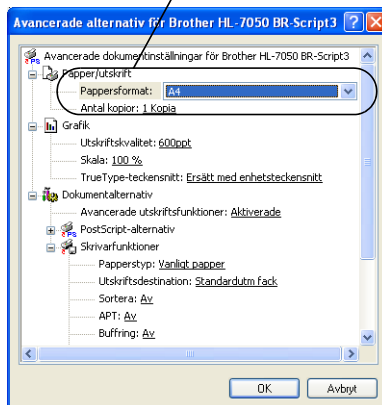 Avancerade alternativ för Brother HL-7050 BR-Script3
Avancerade dokumentinställningar för Brother HL-7050 BR-Script3
Papper/utskrift
Pappersformat: A4
Antal kopior: 1 Kopia
Grafik
Utskriftskvalitet: 600ppt
Skala: 100 %
TrueType-teckensnitt: Ersätt med enhetsteckensnitt
Dokumentalternativ
Avancerade utskriftsfunktioner: Aktiverade
PostScript-alternativ
Skrivarfunktioner
Papperstyp: Vanligt papper
Utskriftsdestination: Standardutm fack
Sortera: Av
APT: Av
Buffring: Av
OK Avbryt